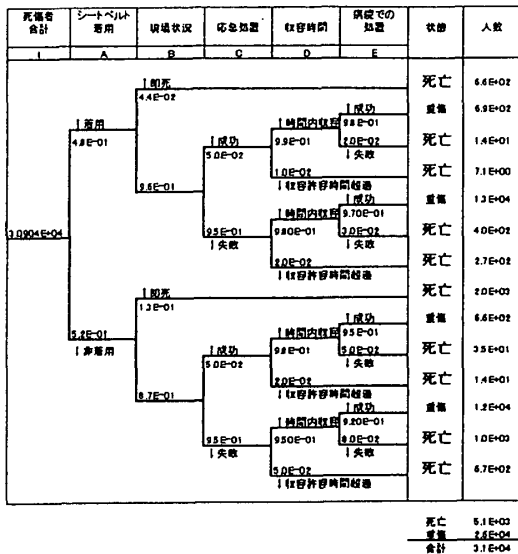 死傷者 シートベルト 現場状況 応急処置 収容時間 病院での 状態 人数
合計 着用 処置
I A B C D E
↑即死 死亡 6.6E+02
4.4E-02
↑成功 重傷 6.9E+02
↑着用 ↑時間内収容 9.8E-01
4.8E-01 ↑成功 9.9E-01 2.0E-02 死亡 1.4E+01
5.0E-02 ↓失敗
1.0E-02 死亡 7.1E+00
9.6E-01 ↓収容許容時間超過
↑成功 重傷 1.3E+04
↑時間内収容 9.70E-01
9.5E-01 9.80E-01 3.0E-02 死亡 4.0E+02
3.0904E+04 ↓失敗 ↓失敗
2.0E-02 死亡 2.7E+02
↓収容許容時間超過
↑即死 死亡 2.0E+03
1.3E-01
↑成功 重傷 6.6E+02
5.2E-01 ↑時間内収容 9.5E-01
↓非着用 ↑成功 9.8E-01 5.0E-02 死亡 3.5E+01
5.0E-02 ↓失敗
2.0E-02 死亡 1.4E+01
8.7E-01 ↓収容許容時間超過
↑成功 重傷 1.2E+04
↑時間内収容 9.20E-01
9.5E-01 9.50E-01 8.0E-02 死亡 1.0E+03
↓失敗 ↓失敗
5.0E-02 死亡 6.7E+02
↓収容許容時間超過
死亡 5.1E+03
重傷 2.6E+04
合計 3.1E+04